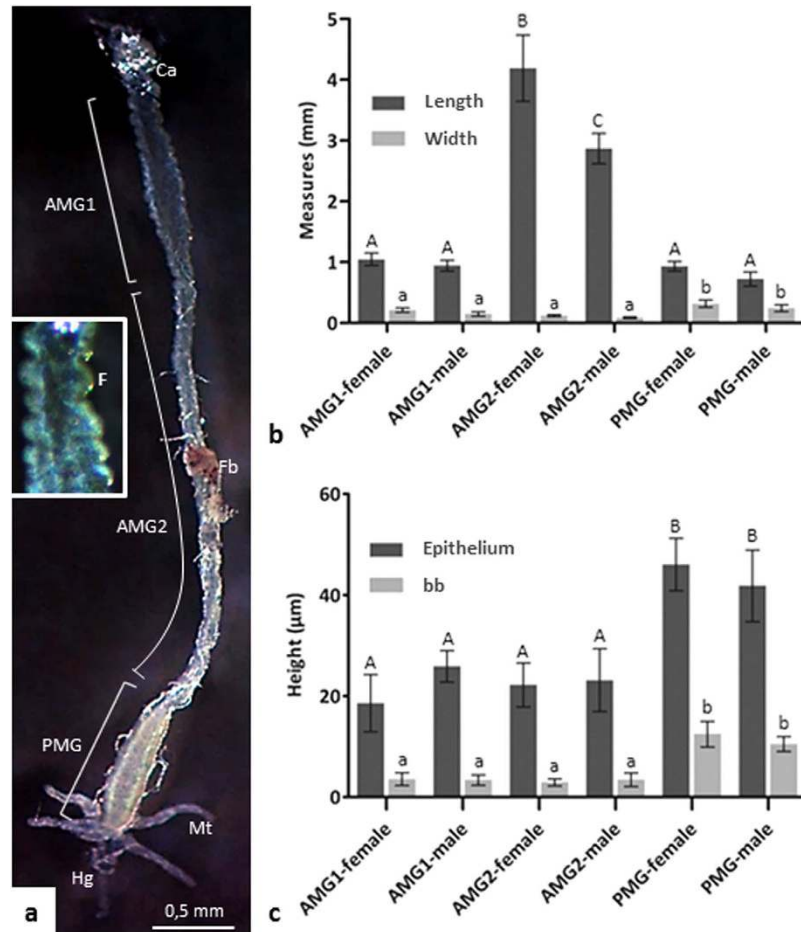 Ca
AMG1
F
Fb
AMG2
PMG
Mt
Hg
a
0,5 mm
5
4
3
2
1
0
Measures (mm)
Length
Width
A
a
A
a
B
a
C
a
A
b
A
b
AMG1-female
AMG1-male
AMG2-female
AMG2-male
PMG-female
PMG-male
b
60
40
20
0
Height (µm)
Epithelium
bb
A
a
A
a
A
a
A
a
B
b
B
b
AMG1-female
AMG1-male
AMG2-female
AMG2-male
PMG-female
PMG-male
c